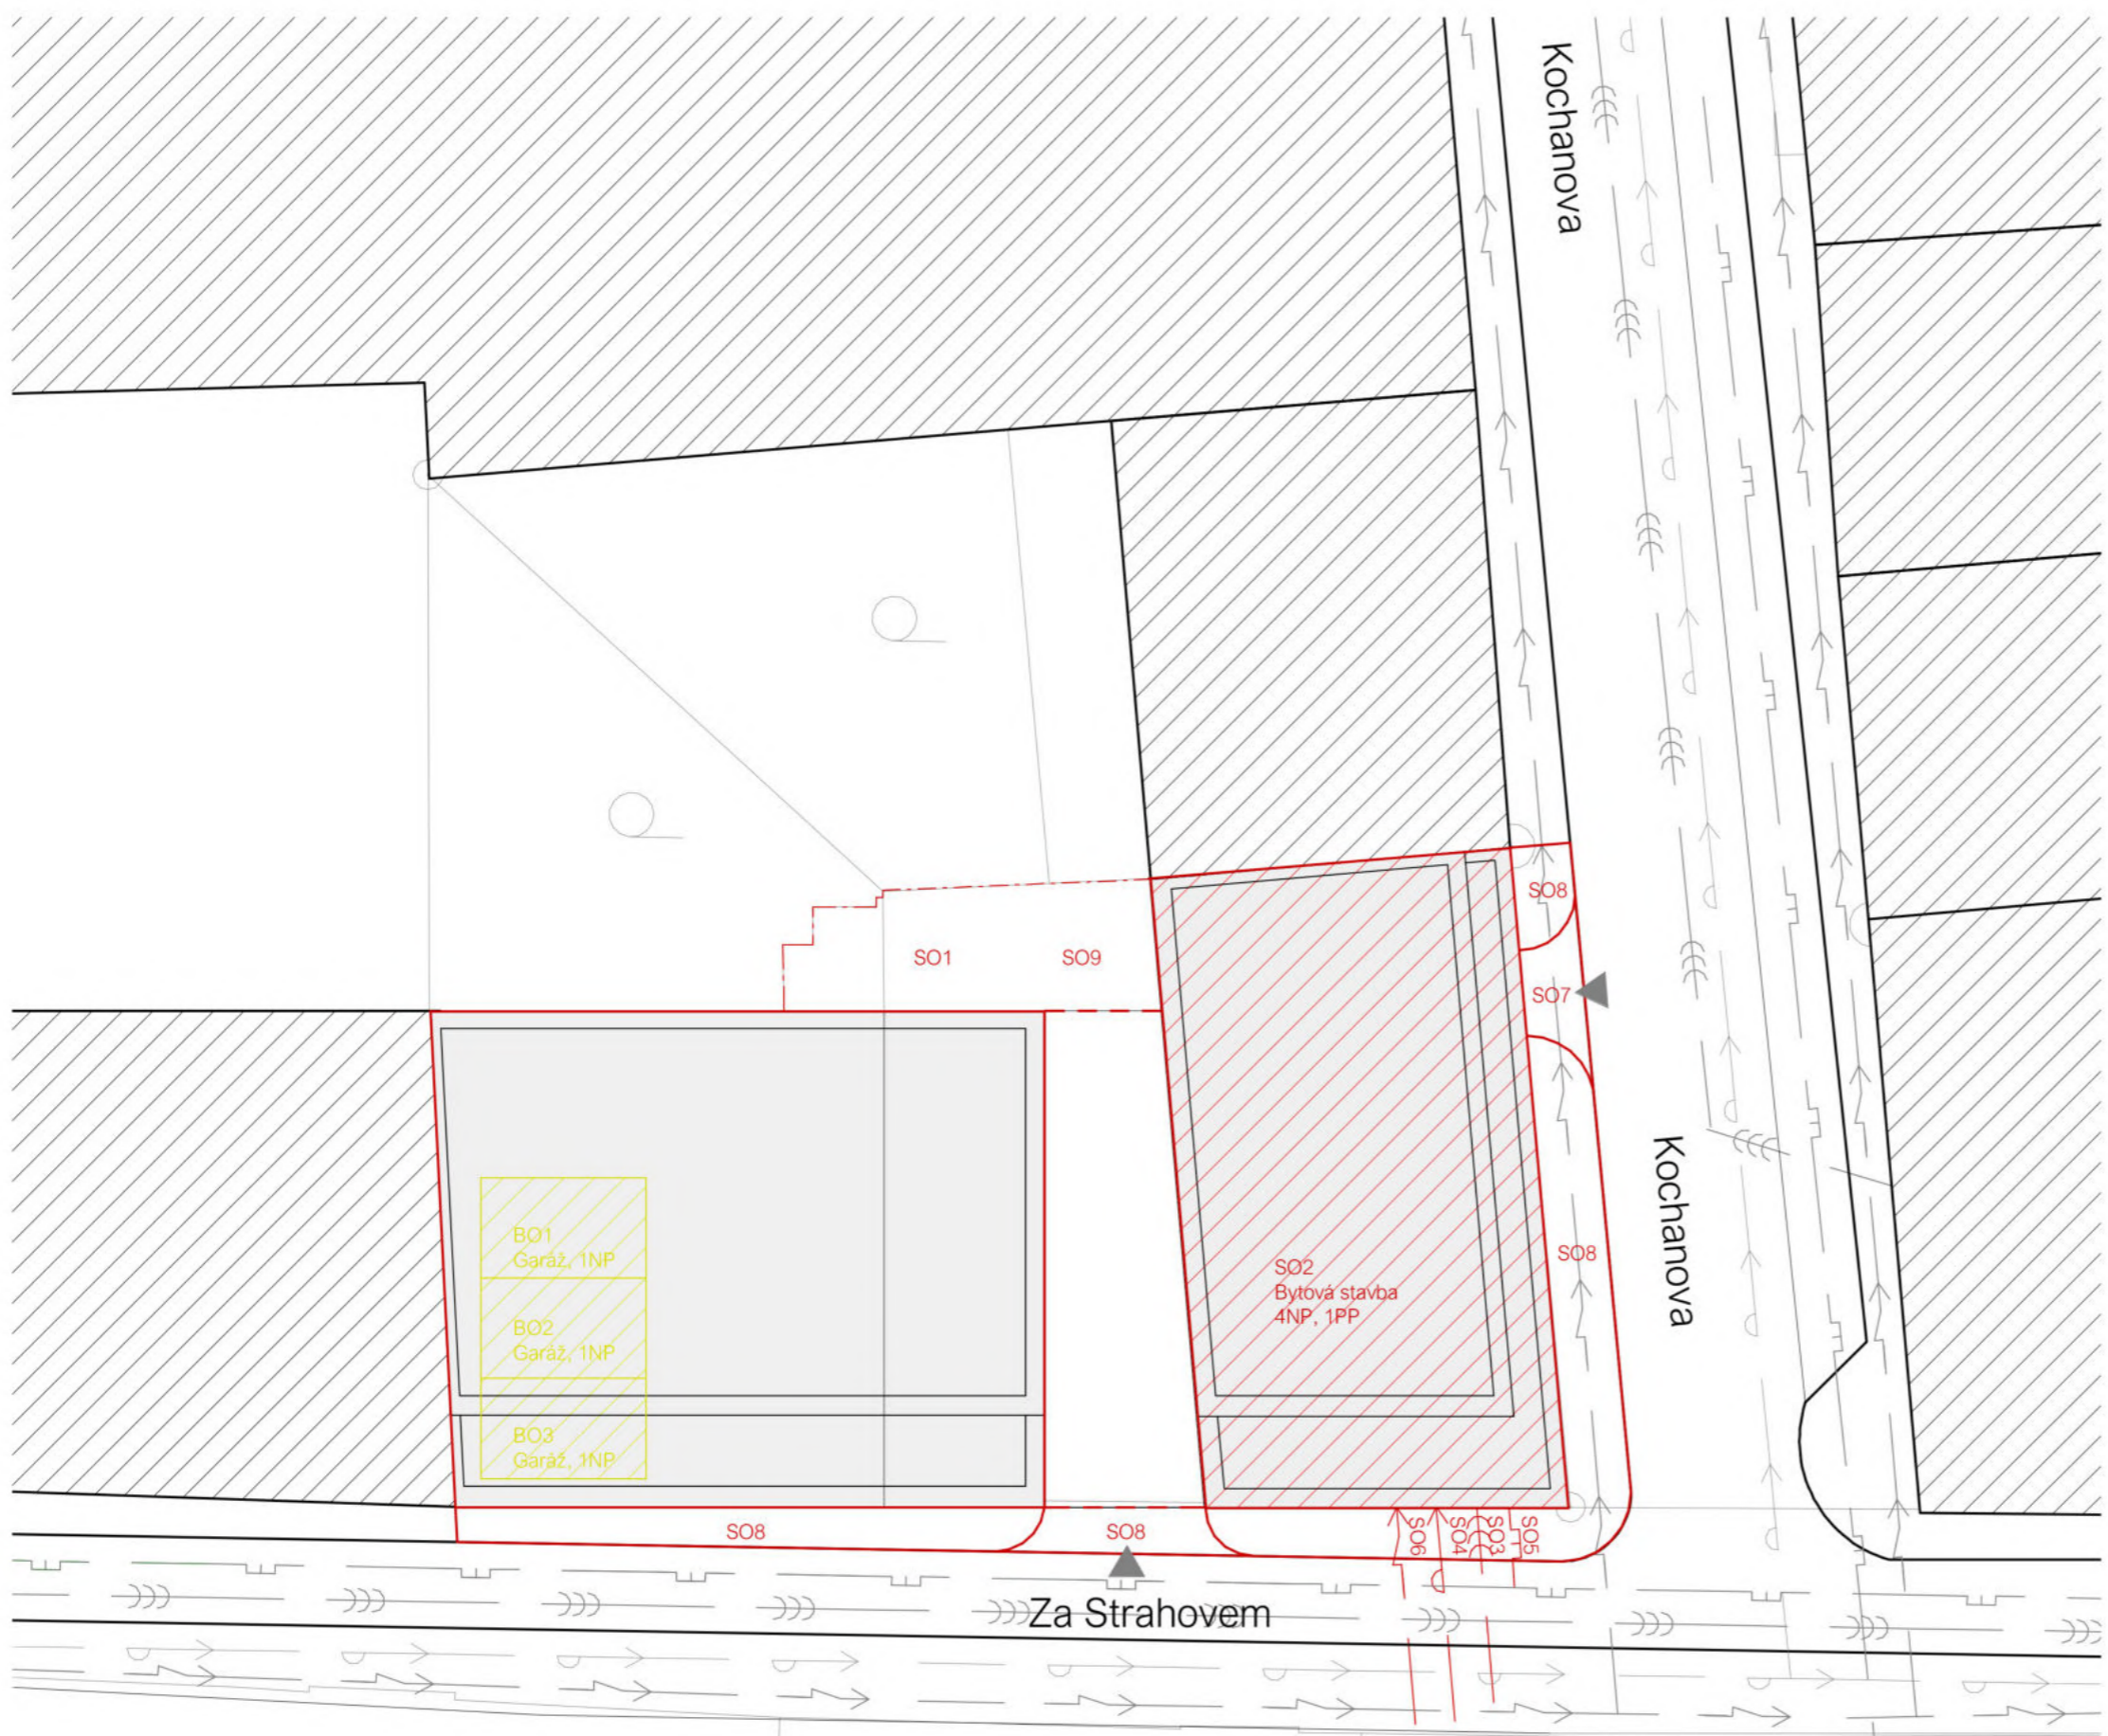 Kochanova
SO8
SO1
SO9
SO7
Kochanova
BO1
Garáž, 1NP
SO2
Bytová stavba
4NP, 1PP
SO8
BO2
Garáž, 1NP
BO3
Garáž, 1NP
SO8
SO8
SO6
SO4
SO3
SO5
Za Strahovem